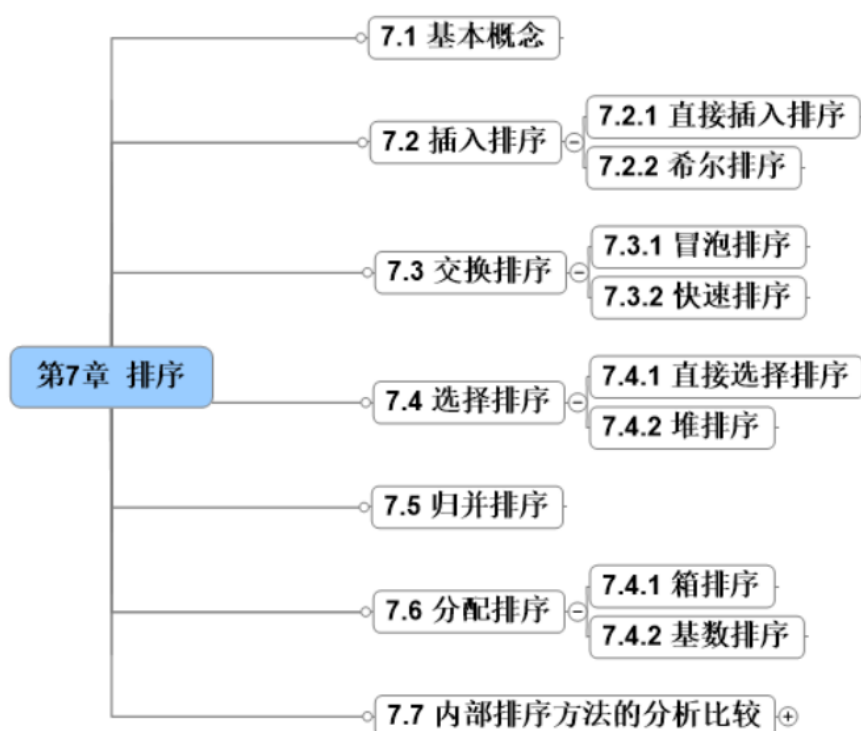 7.1 基本概念
7.2 插入排序
7.2.1 直接插入排序
7.2.2 希尔排序
7.3 交换排序
7.3.1 冒泡排序
7.3.2 快速排序
第7章 排序
7.4 选择排序
7.4.1 直接选择排序
7.4.2 堆排序
7.5 归并排序
7.6 分配排序
7.4.1 箱排序
7.4.2 基数排序
7.7 内部排序方法的分析比较